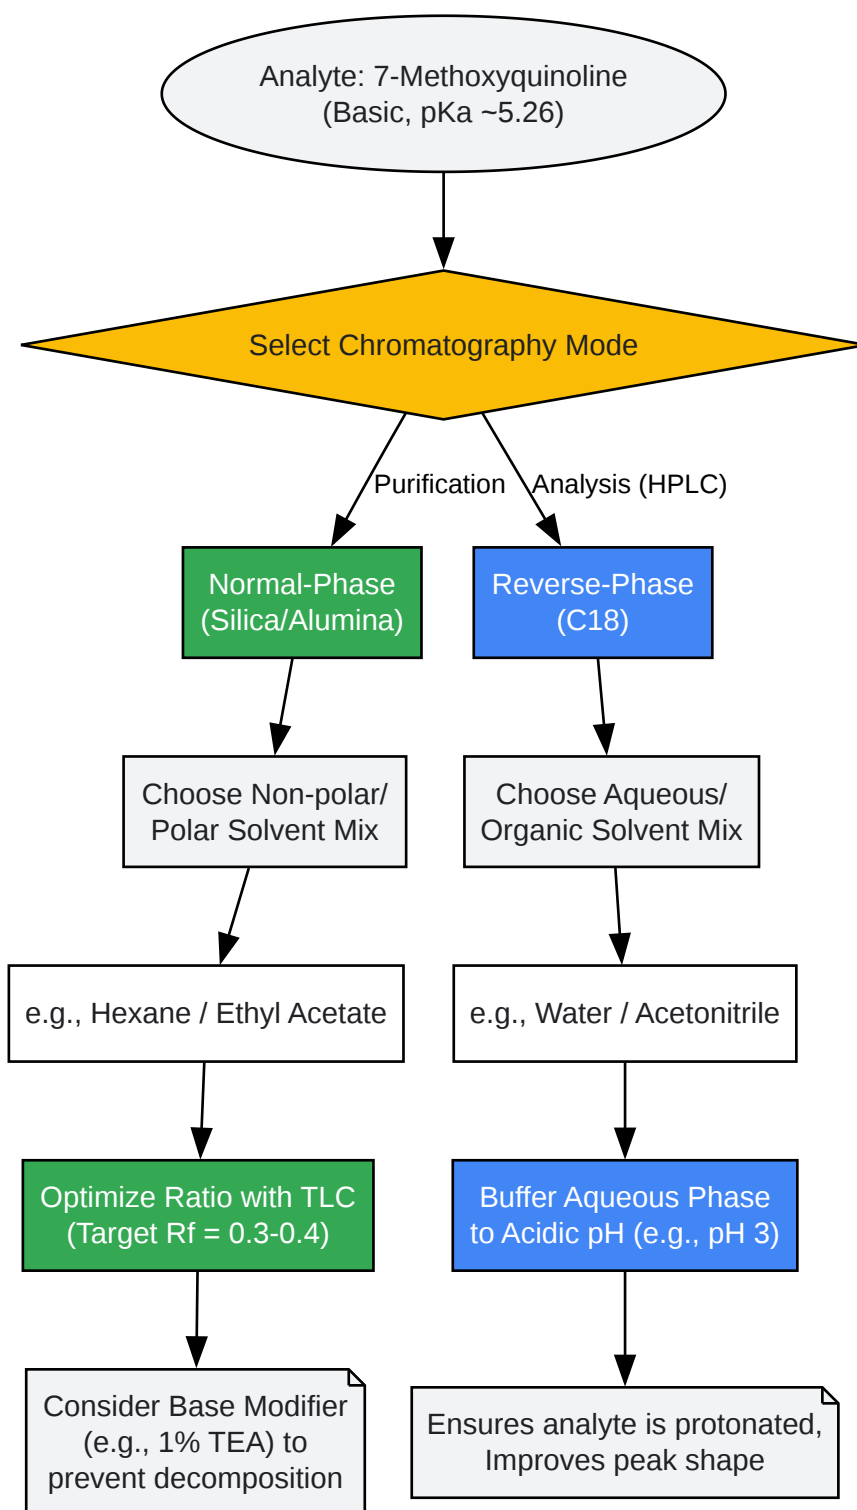 Analyte: 7-Methoxyquinoline
(Basic, pKa ~5.26)
Select Chromatography Mode
Purification
Analysis (HPLC)
Normal-Phase
(Silica/Alumina)
Reverse-Phase
(C18)
Choose Non-polar/
Polar Solvent Mix
Choose Aqueous/
Organic Solvent Mix
e.g., Hexane / Ethyl Acetate
e.g., Water / Acetonitrile
Optimize Ratio with TLC
(Target Rf = 0.3-0.4)
Buffer Aqueous Phase
to Acidic pH (e.g., pH 3)
Consider Base Modifier
(e.g., 1% TEA) to
prevent decomposition
Ensures analyte is protonated,
Improves peak shape